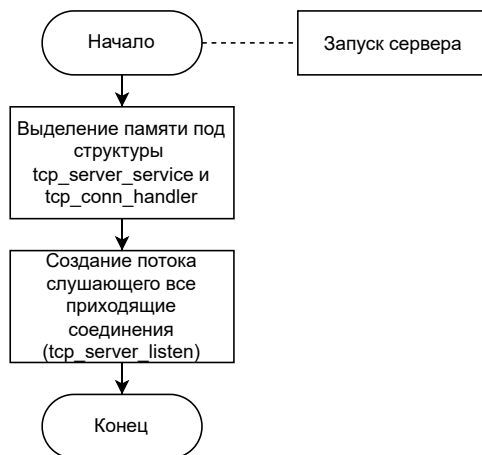 Начало
Запуск сервера
Выделение памяти под
структуры
tcp_server_service и
tcp_conn_handler
Создание потока
слушающего все
приходящие
соединения
(tcp_server_listen)
Конец